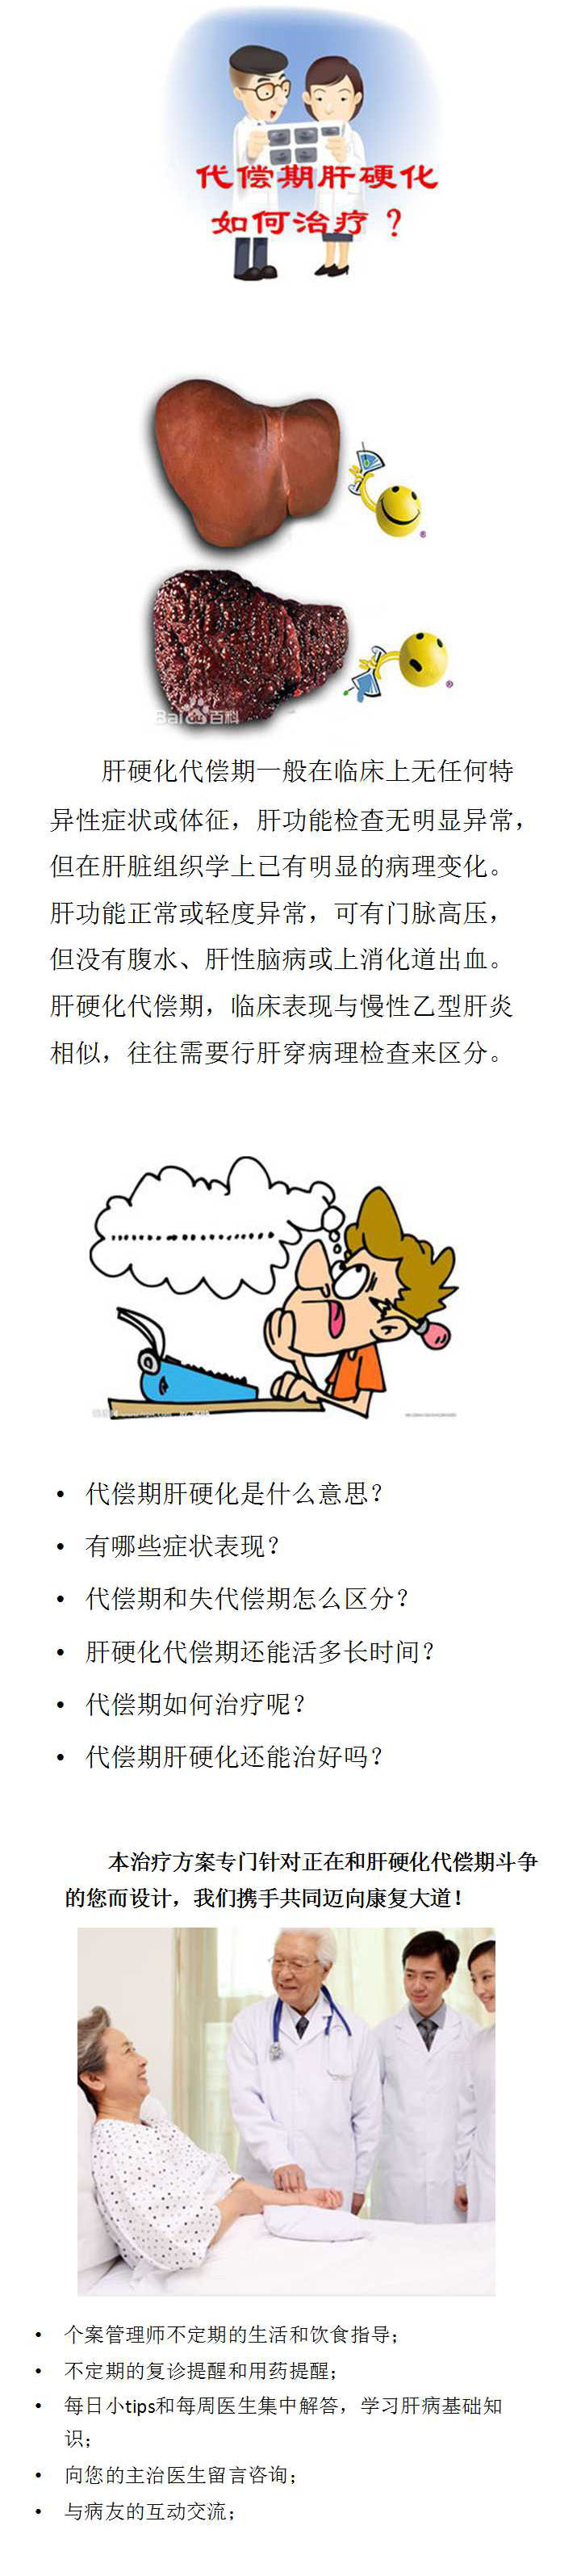 代偿期肝硬化
如何治疗？
Bai百科
肝硬化代偿期一般在临床上无任何特
异性症状或体征，肝功能检查无明显异常，
但在肝脏组织学上已有明显的病理变化。
肝功能正常或轻度异常，可有门脉高压，
但没有腹水、肝性脑病或上消化道出血。
肝硬化代偿期，临床表现与慢性乙型肝炎
相似，往往需要行肝穿病理检查来区分。
• 代偿期肝硬化是什么意思？
• 有哪些症状表现？
• 代偿期和失代偿期怎么区分？
• 肝硬化代偿期还能活多长时间？
• 代偿期如何治疗呢？
• 代偿期肝硬化还能治好吗？
本治疗方案专门针对正在和肝硬化代偿期斗争
的您而设计，我们携手共同迈向康复大道！
• 个案管理师不定期的生活和饮食指导；
• 不定期的复诊提醒和用药提醒；
• 每日小tips和每周医生集中解答，学习肝病基础知
识；
• 向您的主治医生留言咨询；
• 与病友的互动交流；